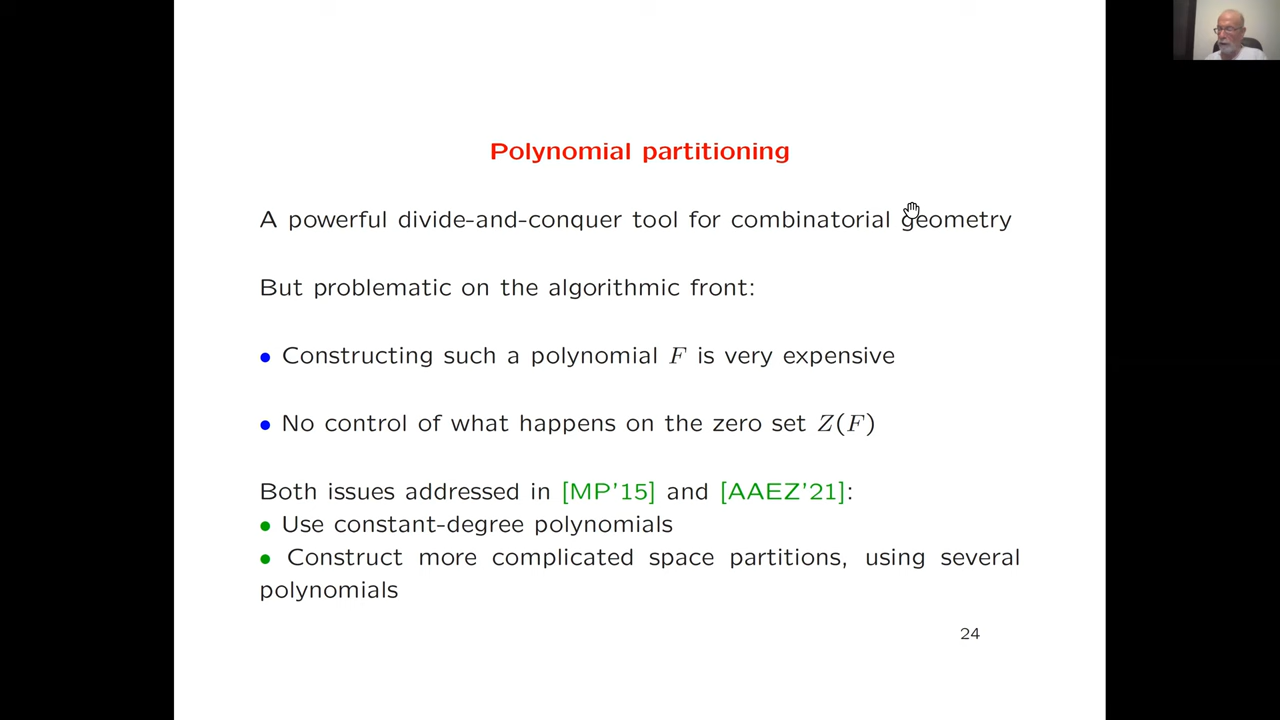 Polynomial partitioning
A powerful divide-and-conquer tool for combinatorial geometry
But problematic on the algorithmic front:
• Constructing such a polynomial F is very expensive
• No control of what happens on the zero set Z(F)
Both issues addressed in [MP'15] and [AAEZ'21]:
• Use constant-degree polynomials
• Construct more complicated space partitions, using several
polynomials
24